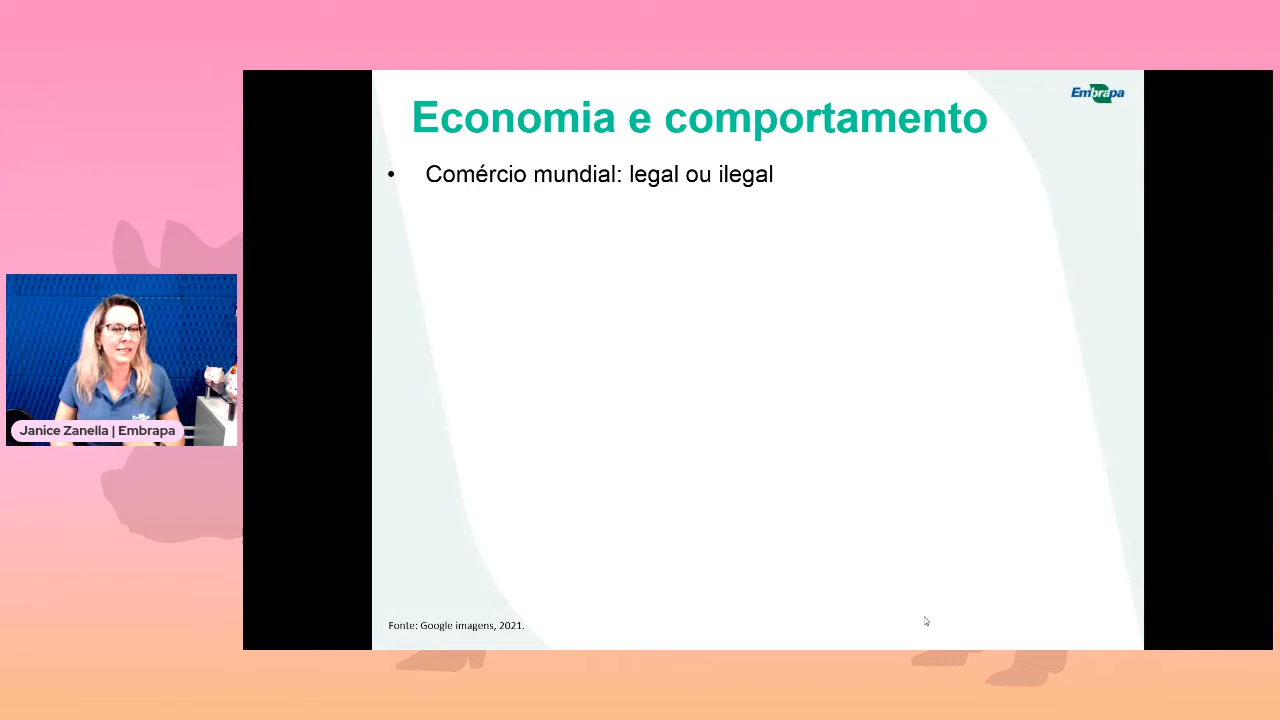 Embrapa
Economia e comportamento
• Comércio mundial: legal ou ilegal
Janice Zanella | Embrapa
Fonte: Google imagens, 2021.